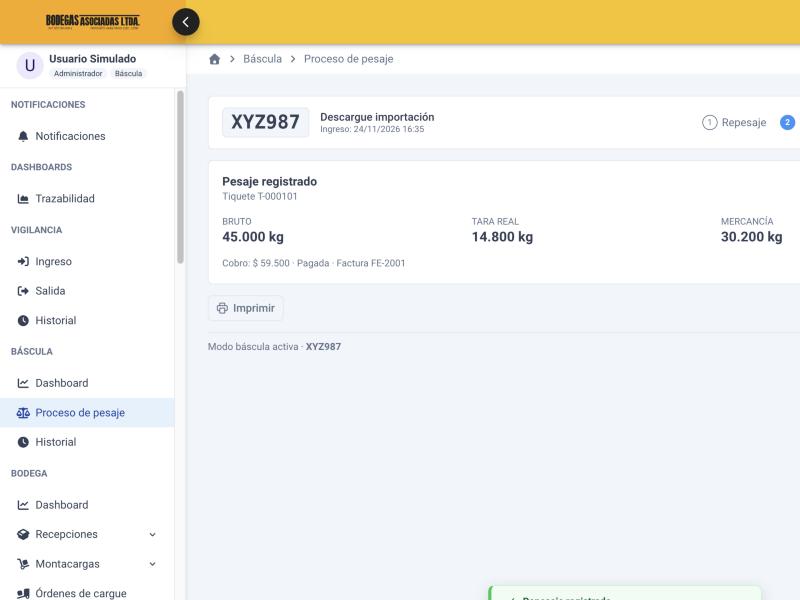 BODEGAS ASOCIADAS LTDA.
U
Usuario Simulado
Administrador Báscula
NOTIFICACIONES
Notificaciones
DASHBOARDS
Trazabilidad
VIGILANCIA
Ingreso
Salida
Historial
BÁSCULA
Dashboard
Proceso de pesaje
Historial
BODEGA
Dashboard
Recepciones
Montacargas
Órdenes de cargue
Báscula Proceso de pesaje
XYZ987
Descargue importación
Ingreso: 24/11/2026 16:35
1 Repesaje 2
Pesaje registrado
Tiquete T-000101
BRUTO TARA REAL MERCANCÍA
45.000 kg 14.800 kg 30.200 kg
Cobro: $ 59.500 · Pagada · Factura FE-2001
Imprimir
Modo báscula activa · XYZ987